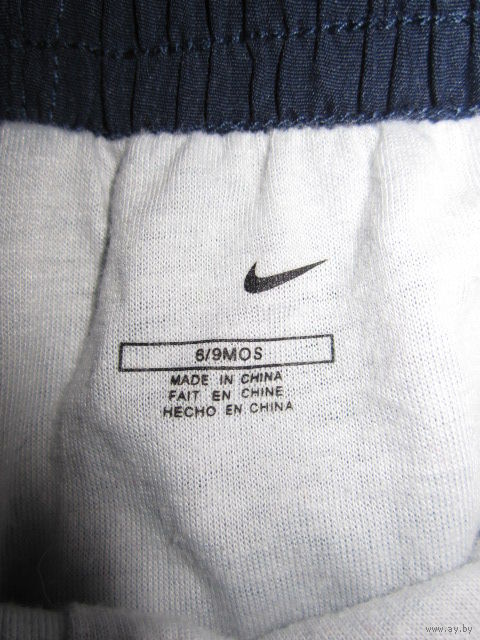 6/9MOS
MADE IN CHINA
FAIT EN CHINE
HECHO EN CHINA
www.ay.by